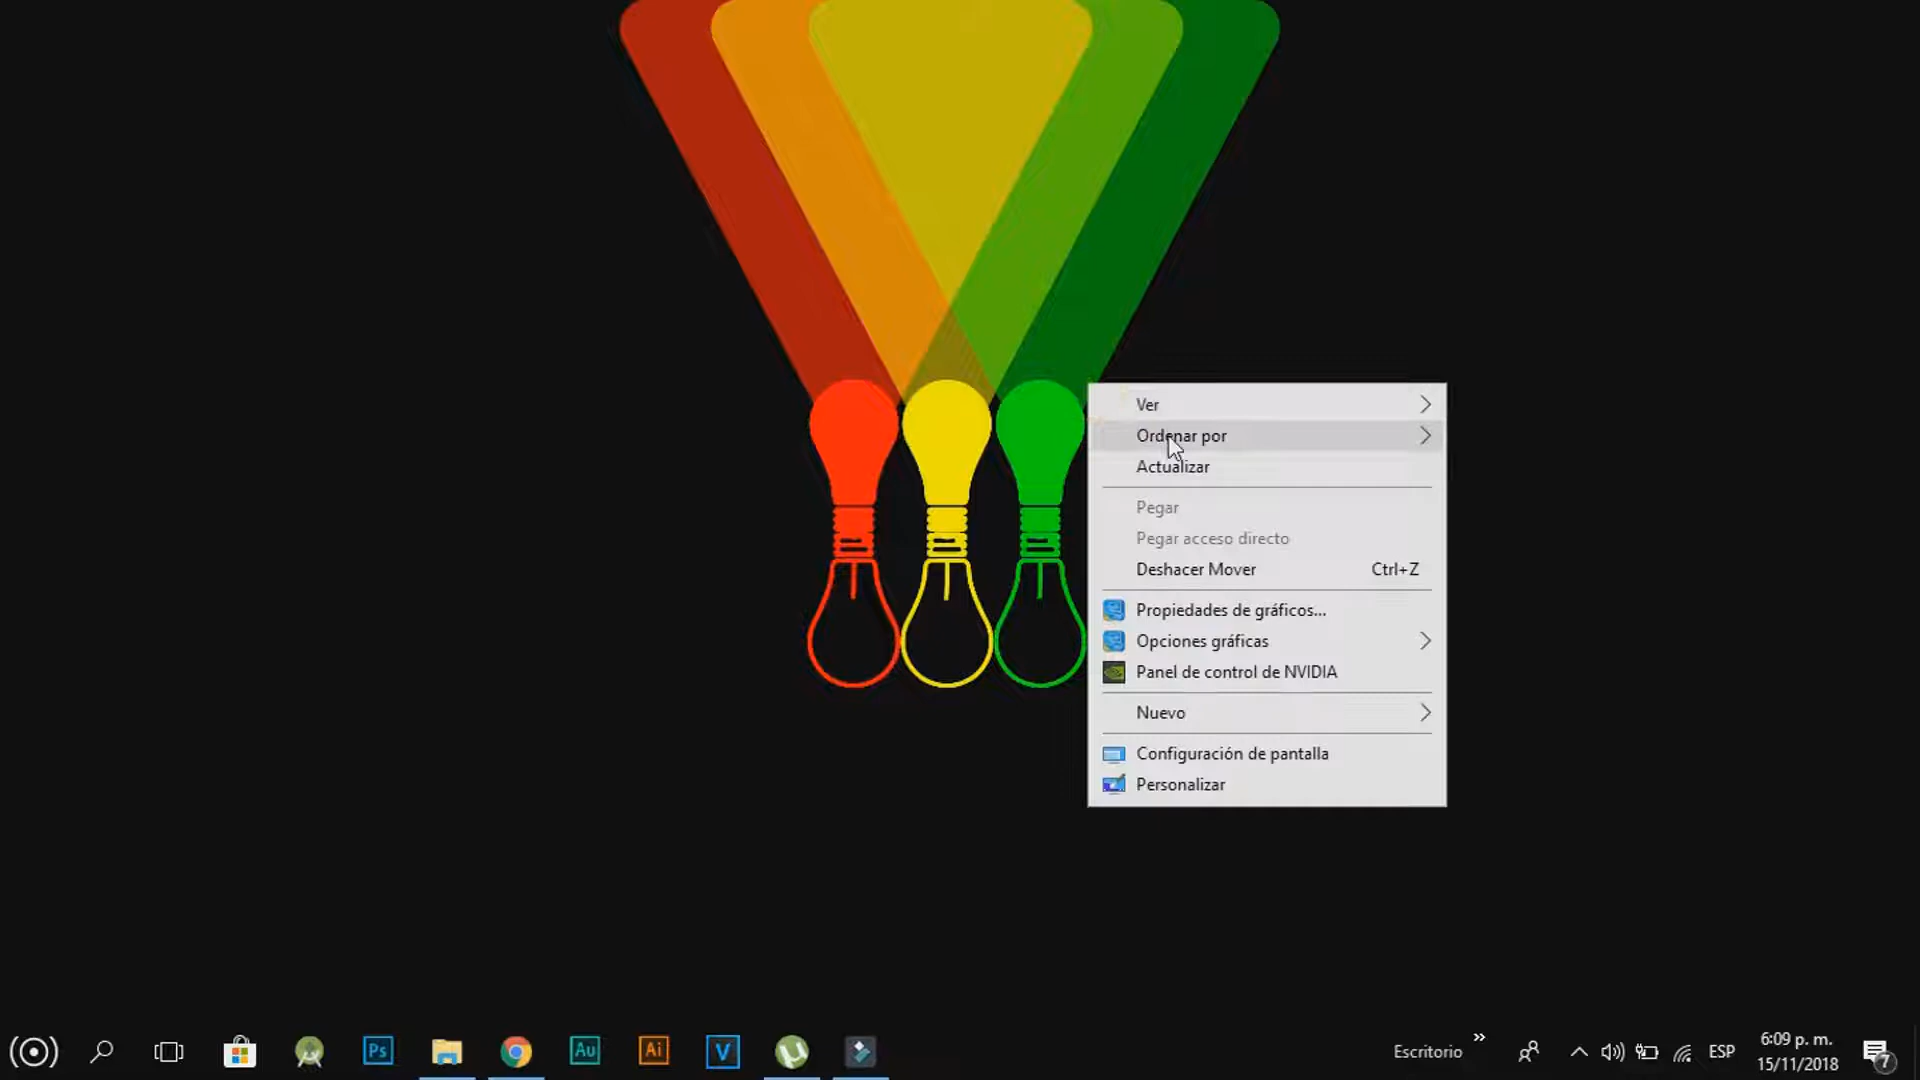 Ver
Ordenar por
Actualizar
Pegar
Pegar acceso directo
Deshacer Mover Ctrl+Z
Propiedades de gráficos...
Opciones gráficas
Panel de control de NVIDIA
Nuevo
Configuración de pantalla
Personalizar
Ps
Au
Ai
V
Escritorio
ESP
6:09 p. m.
15/11/2018
7